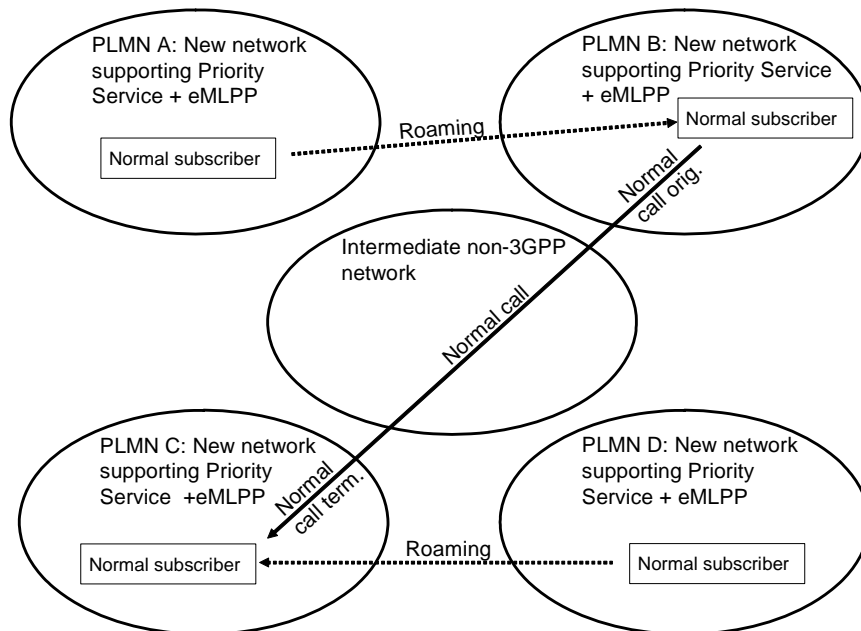 PLMN A: New network
supporting Priority
Service + eMLPP
Normal subscriber
Roaming
PLMN B: New network
supporting Priority Service
+ eMLPP
Normal subscriber
Normal
call orig.
Intermediate non-3GPP
network
Normal call
PLMN C: New network
supporting Priority
Service  +eMLPP
Normal
call term.
Normal subscriber
Roaming
PLMN D: New network
supporting Priority
Service + eMLPP
Normal subscriber